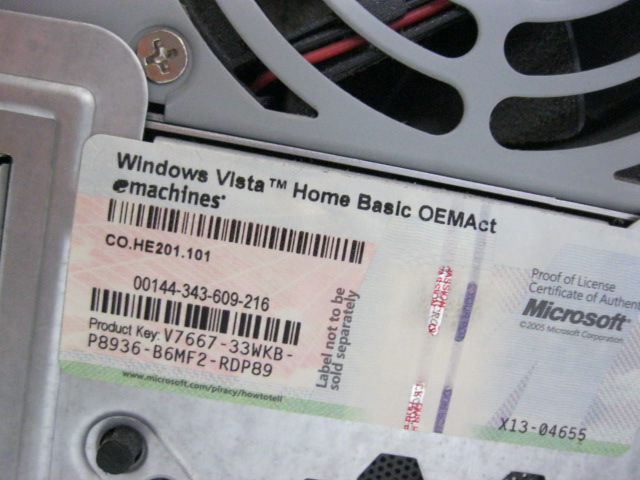 Windows Vista™ Home Basic OEMAct
emachines
CO.HE201.101
00144-343-609-216
Product Key: V7667-33WKB-
P8936-B6MF2-RDP89
Label not to be
sold separately
www.microsoft.com/piracy/howtotell
Proof of License
Certificate of Authent
Microsoft
©2005 Microsoft Corporation.
X13-04655